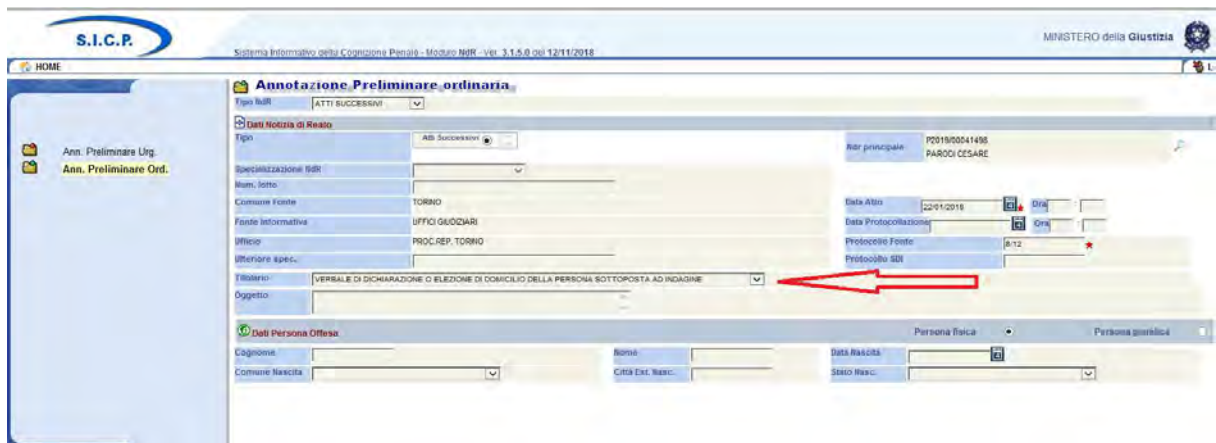 S.I.C.P.
Sistema Informativo della Cognizione Penale - Modulo NdR - Ver. 3.1.5.0 del 12/11/2018
MINISTERO della Giustizia
HOME
Ann. Preliminare Urg.
Ann. Preliminare Ord.
Annotazione Preliminare ordinaria
Tipo NdR ATTI SUCCESSIVI
Dati Notizia di Reato
Tipo Atti Successivi Ndr principale P2019/00041498
PARODI CESARE
Specializzazione NdR
Num. lotto
Comune Fonte TORINO Data Atto 22/01/2018 Ora :
Fonte Informativa UFFICI GIUDIZIARI Data Protocollazione Ora :
Ufficio PROC.REP. TORINO Protocollo Fonte 8/12
Ulteriore spec. Protocollo SDI
Titolario VERBALE DI DICHIARAZIONE O ELEZIONE DI DOMICILIO DELLA PERSONA SOTTOPOSTA AD INDAGINE
Oggetto
Dati Persona Offesa Persona fisica Persona giuridica
Cognome Nome Data Nascita
Comune Nascita Città Est. Nasc. Stato Nasc.